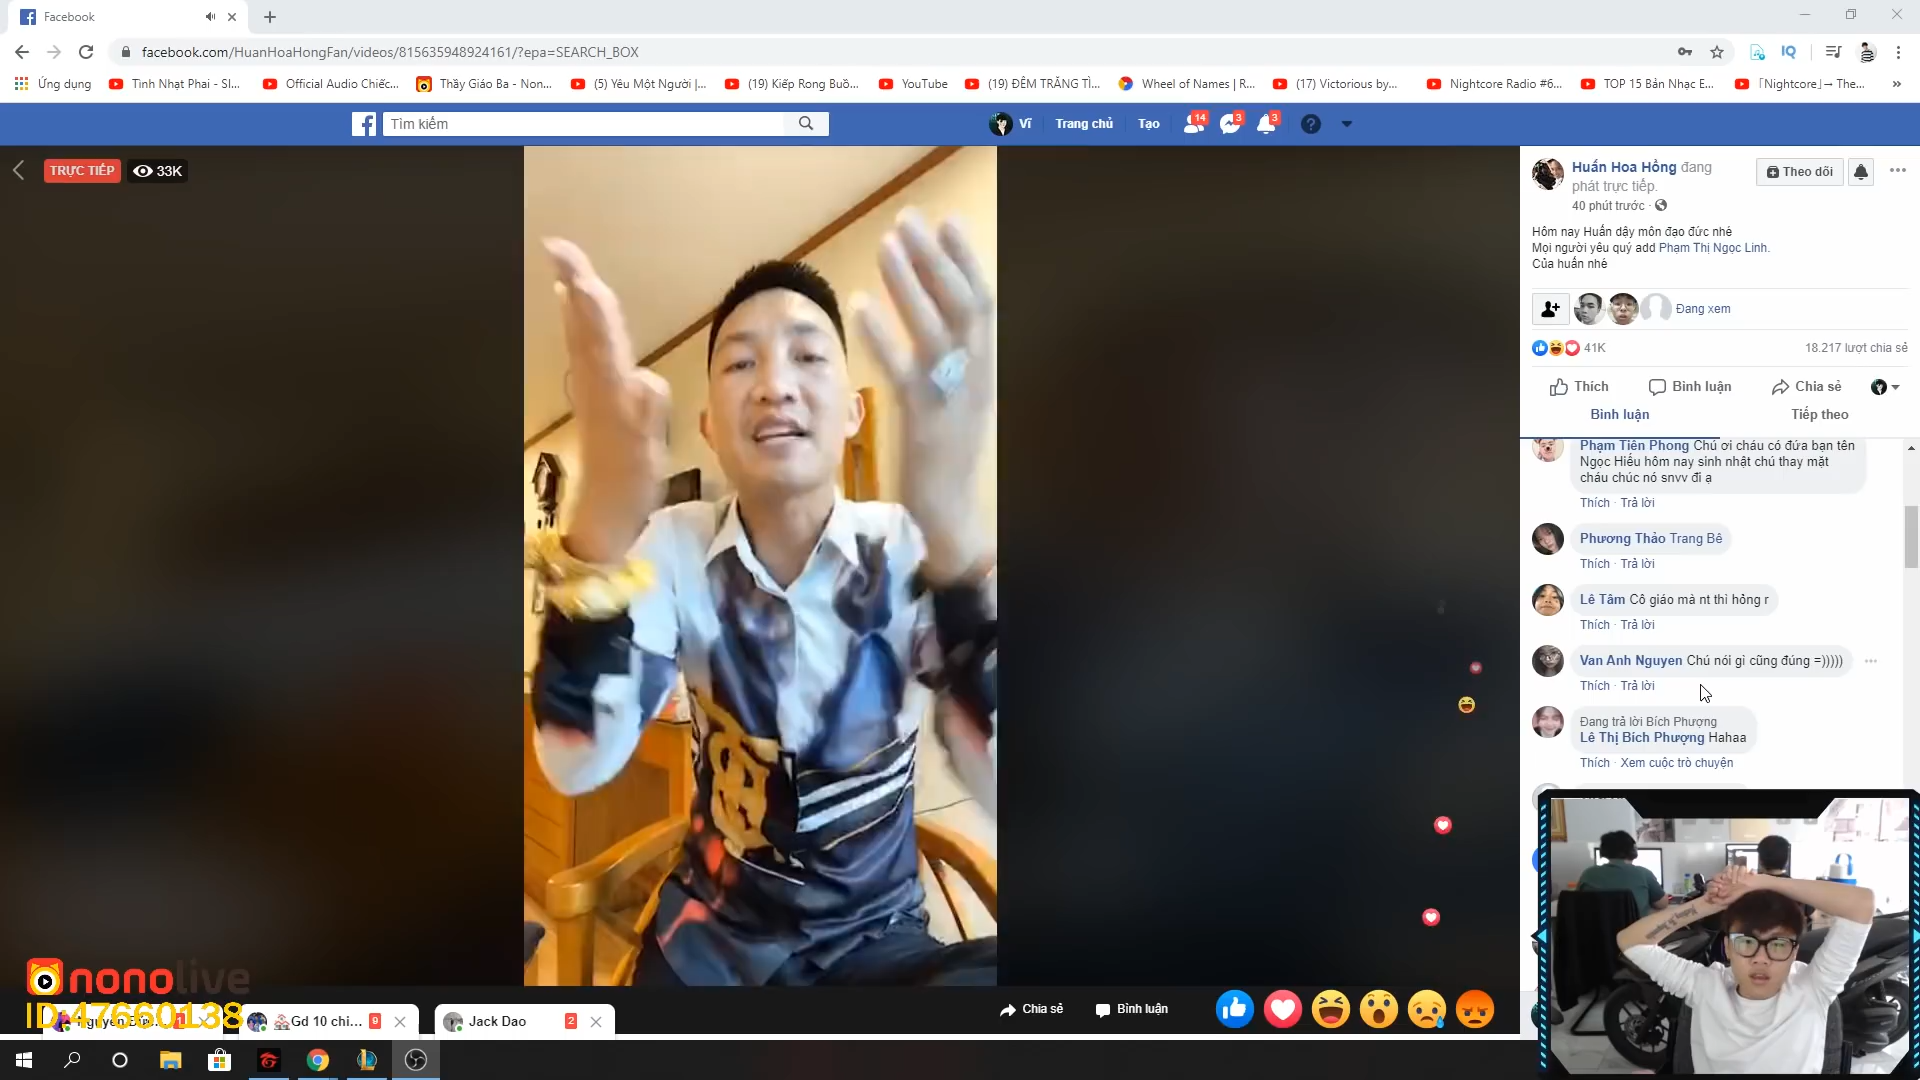 Facebook
facebook.com/HuanHoaHongFan/videos/815635948924161/?epa=SEARCH_BOX
Ứng dụng
Tình Nhạt Phai - Sl...
Official Audio Chiếc...
Thầy Giáo Ba - Non...
(5) Yêu Một Người |...
(19) Kiếp Rong Buồ...
YouTube
(19) ĐÊM TRĂNG TÌ...
Wheel of Names | R...
(17) Victorious by...
Nightcore Radio #6...
TOP 15 Bản Nhạc E...
「Nightcore」→ The...
Tìm kiếm
Vĩ
Trang chủ
Tạo
14
3
3
TRỰC TIẾP
33K
Huấn Hoa Hồng đang
phát trực tiếp.
40 phút trước ·
Theo dõi
Hôm nay Huấn dậy môn đạo đức nhé
Mọi người yêu quý add Phạm Thị Ngọc Linh.
Của huấn nhé
Đang xem
41K
18.217 lượt chia sẻ
Thích
Bình luận
Chia sẻ
Bình luận
Tiếp theo
Phạm Tiến Phong Chú ơi cháu có đứa bạn tên
Ngọc Hiếu hôm nay sinh nhật chú thay mặt
cháu chúc nó snvv đi ạ
Thích · Trả lời
Phương Thảo Trang Bê
Thích · Trả lời
Lê Tâm Cô giáo mà nt thì hỏng r
Thích · Trả lời
Van Anh Nguyen Chú nói gì cũng đúng =)))))
Thích · Trả lời
Đang trả lời Bích Phượng
Lê Thị Bích Phượng Hahaa
Thích · Xem cuộc trò chuyện
nonolive
ID:47660138
Chia sẻ
Bình luận
Gd 10 chi...
9
Jack Dao
2